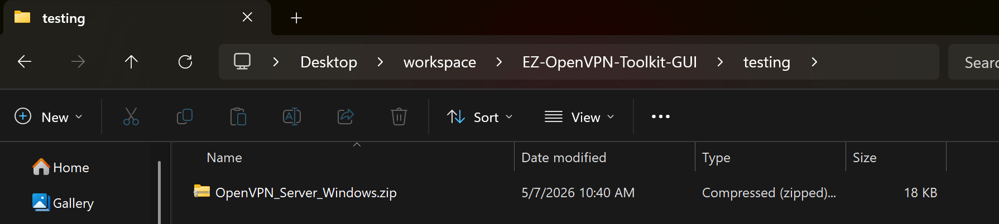 testing
Desktop > workspace > EZ-OpenVPN-Toolkit-GUI > testing >
Searc
New
Sort
View
Home
Gallery
Name Date modified Type Size
OpenVPN_Server_Windows.zip 5/7/2026 10:40 AM Compressed (zipped)... 18 KB